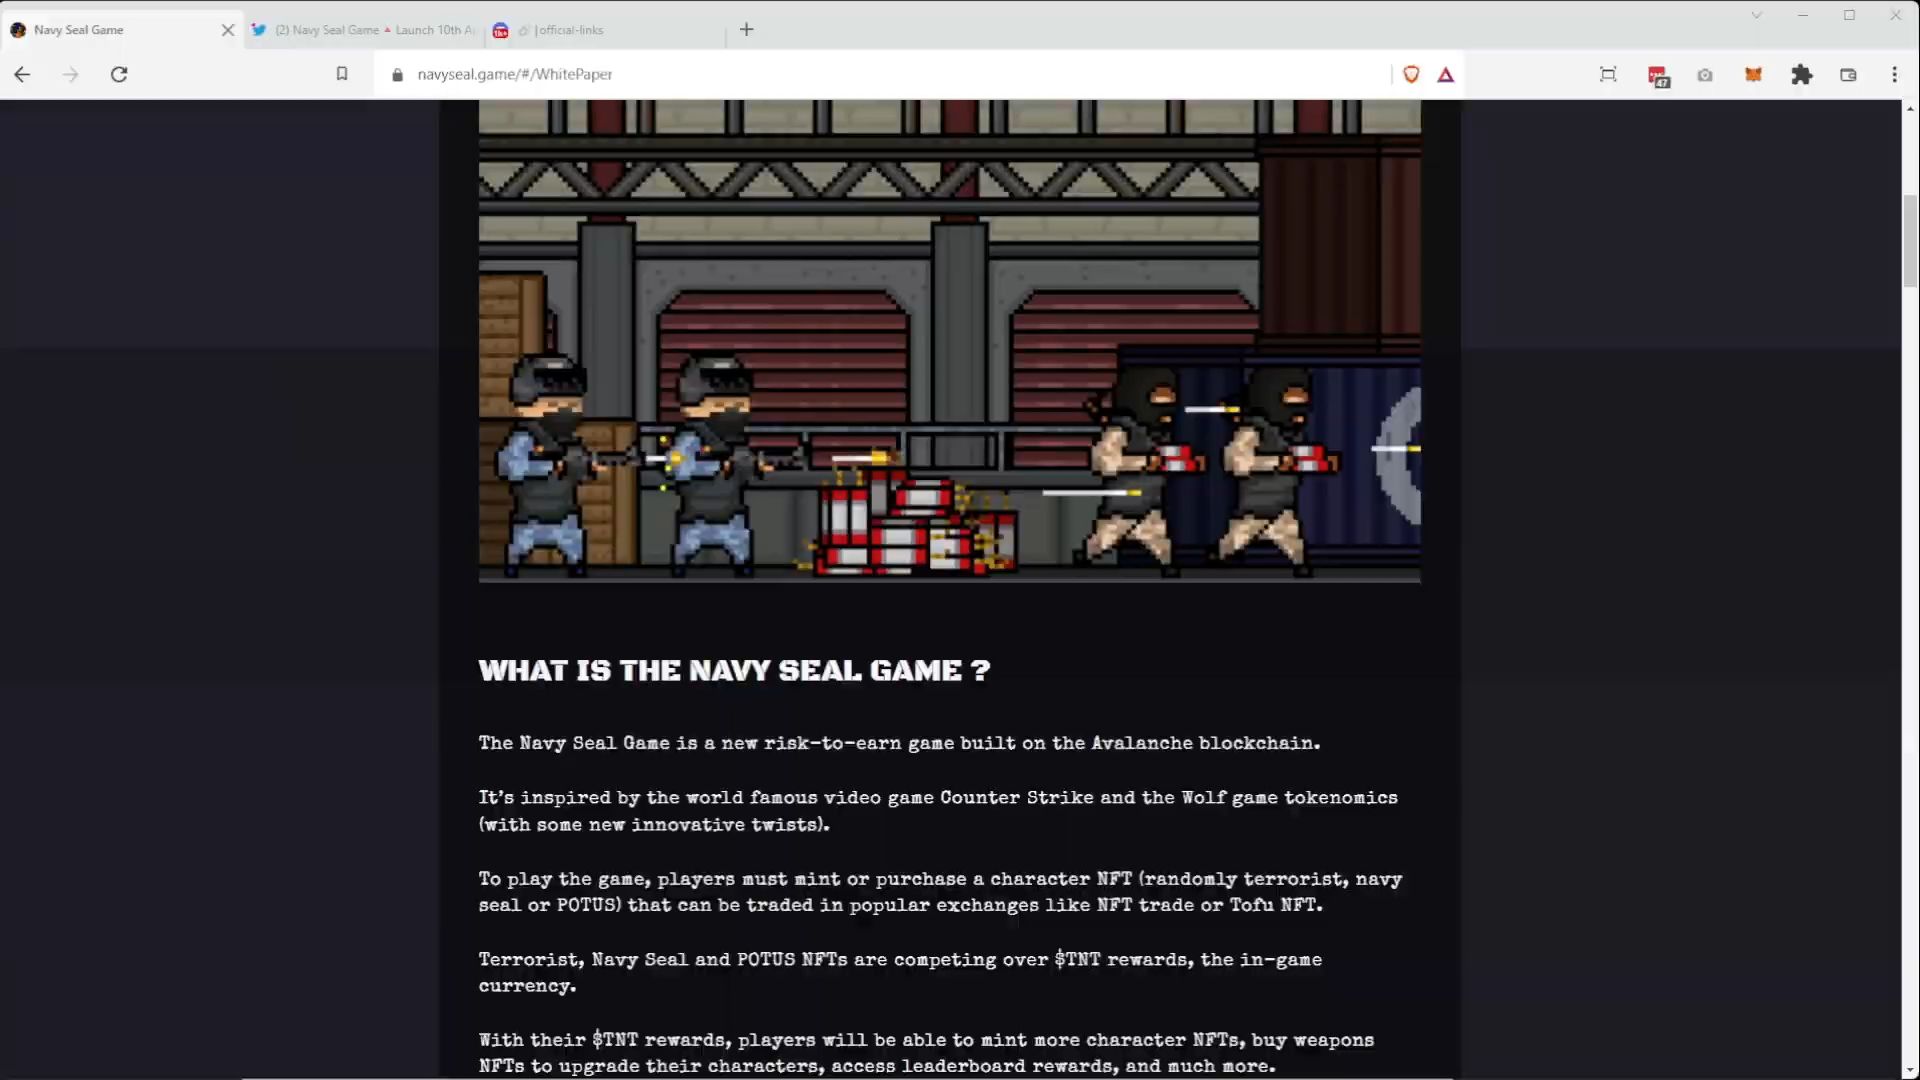 Navy Seal Game
(2) Navy Seal Game 🔺 Launch 10th A
|official-links
navyseal.game/#/WhitePaper
47
WHAT IS THE NAVY SEAL GAME ?
The Navy Seal Game is a new risk-to-earn game built on the Avalanche blockchain.
It's inspired by the world famous video game Counter Strike and the Wolf game tokenomics
(with some new innovative twists).
To play the game, players must mint or purchase a character NFT (randomly terrorist, navy
seal or POTUS) that can be traded in popular exchanges like NFT trade or Tofu NFT.
Terrorist, Navy Seal and POTUS NFTs are competing over $TNT rewards, the in-game
currency.
With their $TNT rewards, players will be able to mint more character NFTs, buy weapons
NFTs to upgrade their characters, access leaderboard rewards, and much more.